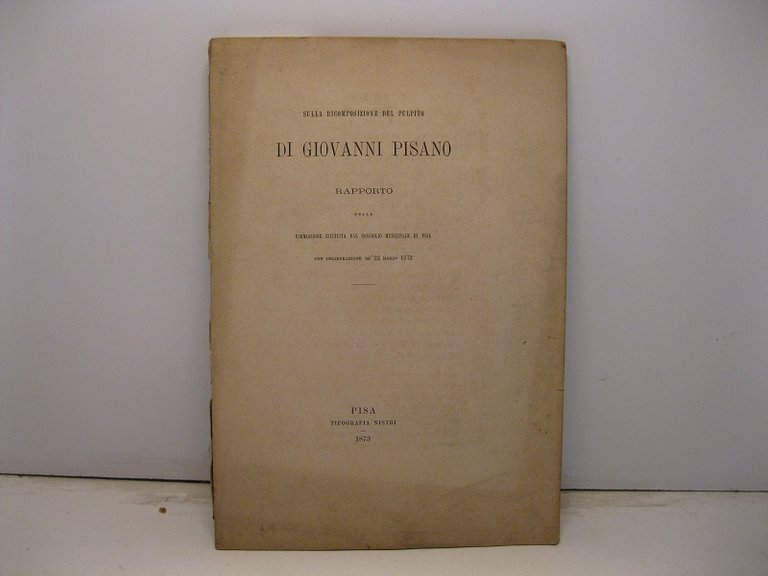 SULLA RICOMPOSIZIONE DEL PULPITO
DI GIOVANNI PISANO
RAPPORTO
DELLA
COMMISSIONE ISTITUITA DAL CONSIGLIO MUNICIPALE DI PISA
CON DELIBERAZIONE DE' 22 MARZO 1872
PISA
TIPOGRAFIA NISTRI
1873